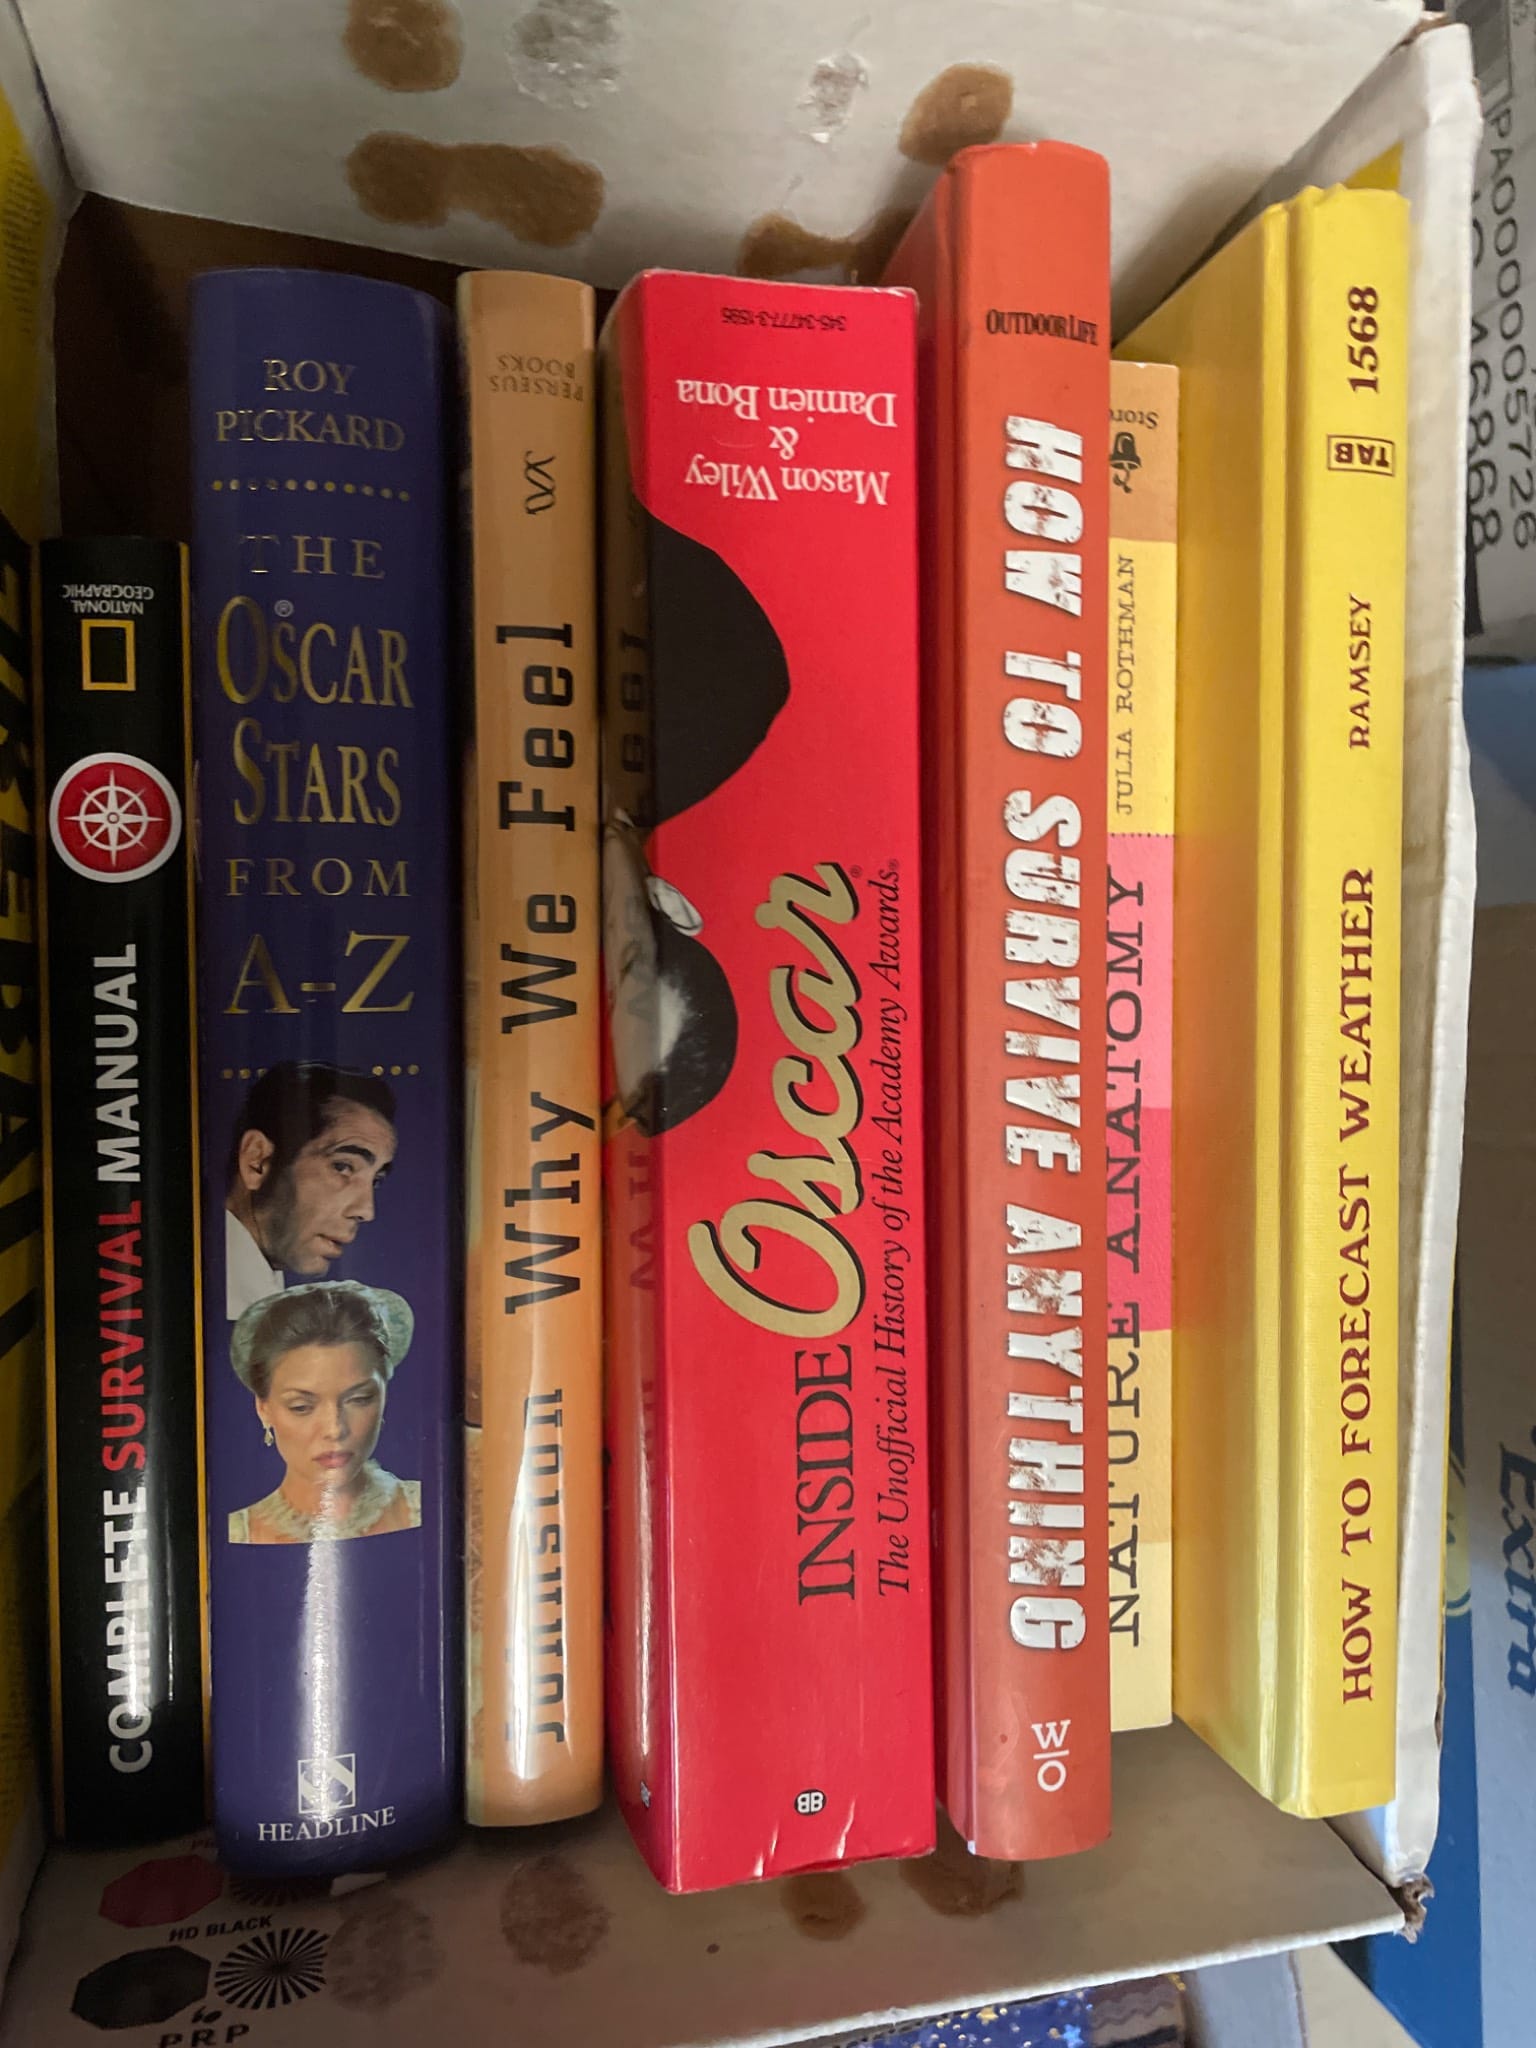 NATIONAL
GEOGRAPHIC
COMPLETE SURVIVAL MANUAL
ROY
PICKARD
THE
OSCAR®
STARS
FROM
A-Z
HEADLINE
PERSEUS
BOOKS
Why We Feel
Johnston
345-34777-3-1595
Mason Wiley
&
Damien Bona
INSIDE Oscar®
The Unofficial History of the Academy Awards®
BB
OUTDOOR LIFE
HOW TO SURVIVE ANYTHING
W
O
Store
JULIA ROTHMAN
NATURE ANATOMY
1568
TAB
RAMSEY
HOW TO FORECAST WEATHER
HD BLACK
PRP
Extra